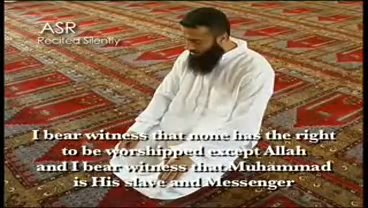 ASR
Recited Silently
I bear witness that none has the right
to be worshipped except Allah
and I bear witness that Muhammad
is His slave and Messenger